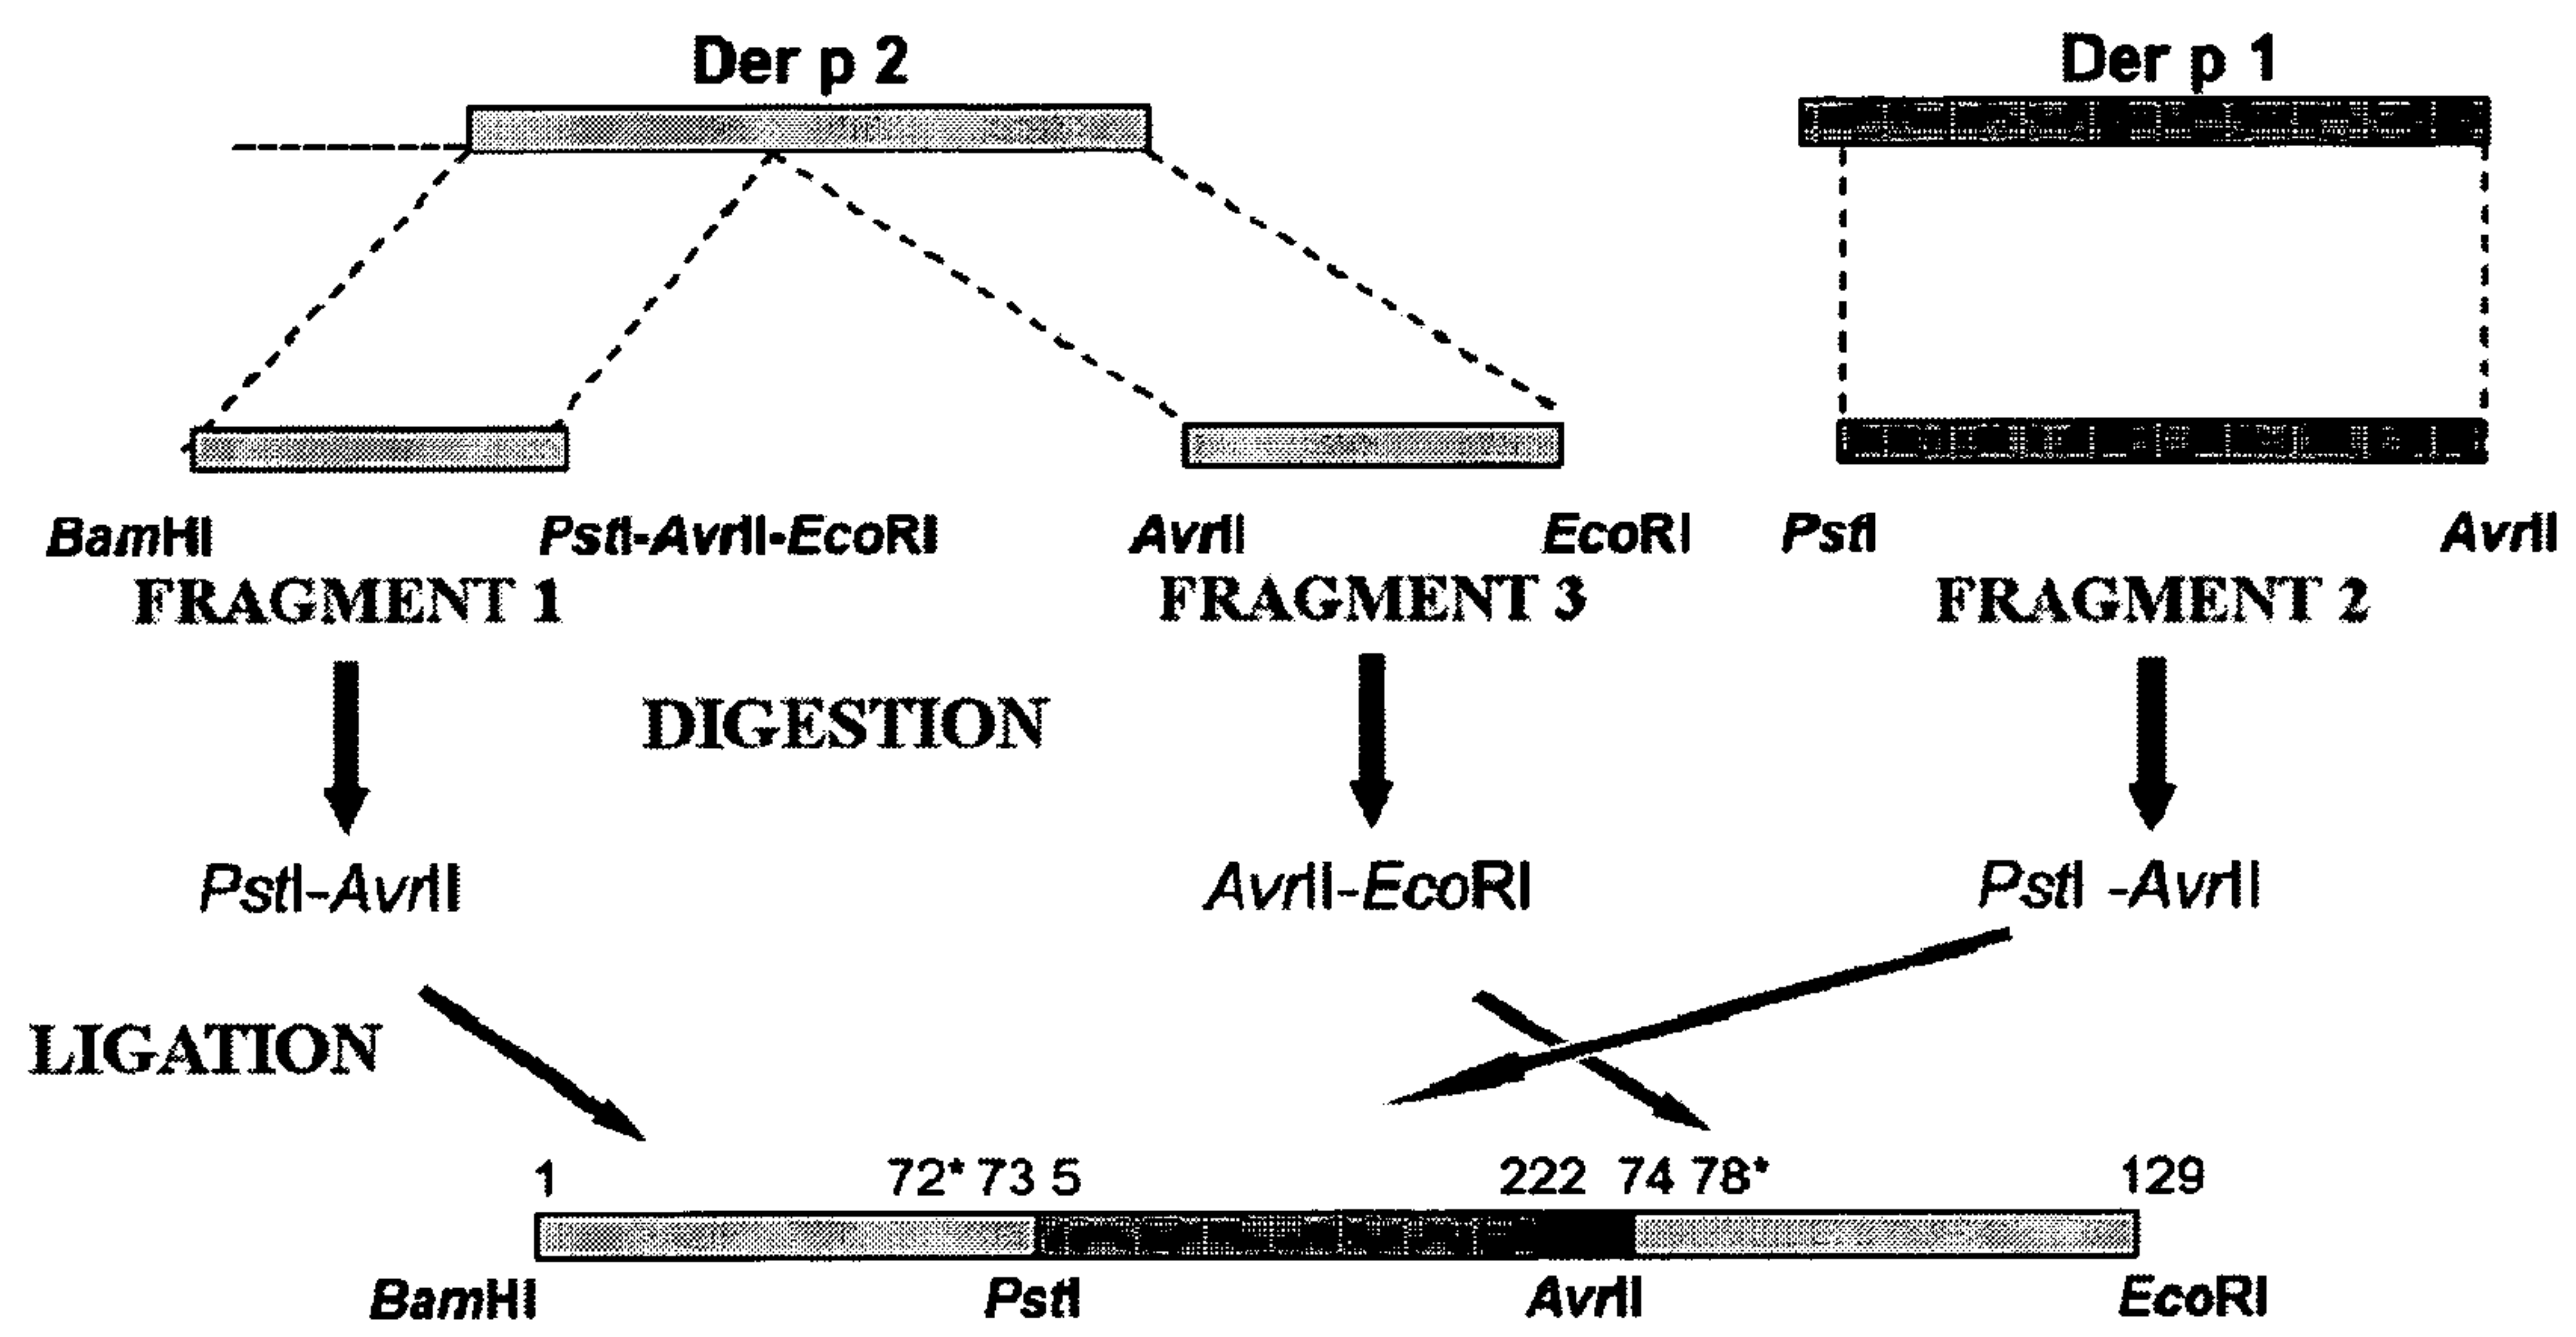 Der p 2 Der p 1
BamHI PstI-AvrII-EcoRI AvrII EcoRI PstI AvrII
FRAGMENT 1 FRAGMENT 3 FRAGMENT 2
DIGESTION
PstI-AvrII AvrII-EcoRI PstI -AvrII
LIGATION
1 72* 73 5 222 74 78* 129
BamHI PstI AvrII EcoRI